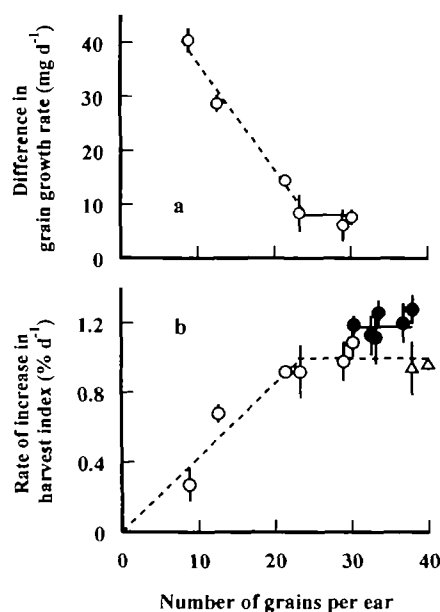 Difference in
grain growth rate (mg d⁻¹)
40
30
20
10
0
a
Rate of increase in
harvest index (% d⁻¹)
1.2
0.8
0.4
0
b
0 10 20 30 40
Number of grains per ear